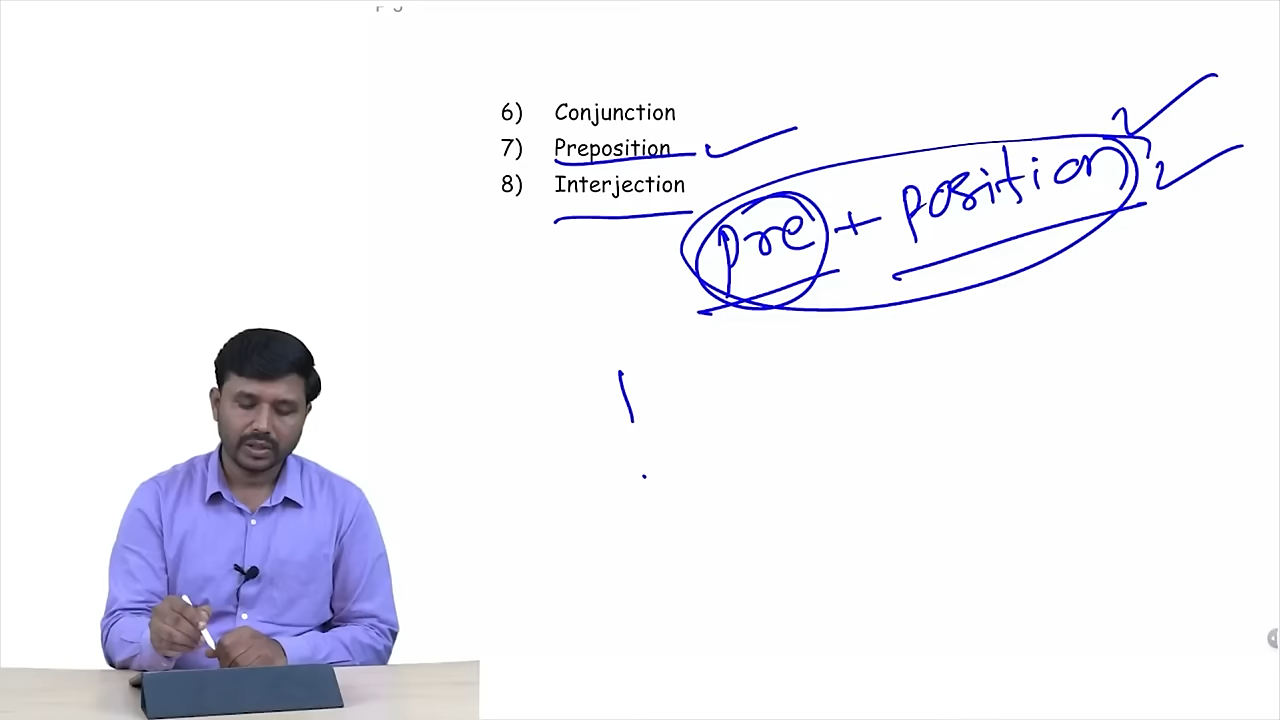 6) Conjunction
7) Preposition
8) Interjection
pre + position
!